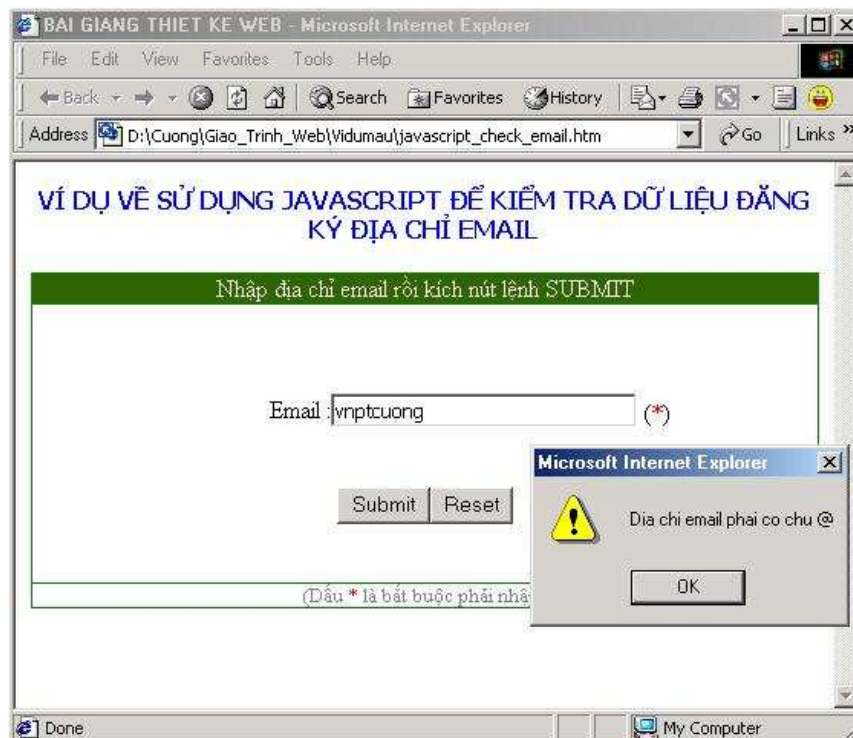 BAI GIANG THIET KE WEB - Microsoft Internet Explorer
File Edit View Favorites Tools Help
Back Search Favorites History
Address D:\Cuong\Giao_Trinh_Web\Vidumau\javascript_check_email.htm Go Links »
VÍ DỤ VỀ SỬ DỤNG JAVASCRIPT ĐỂ KIỂM TRA DỮ LIỆU ĐĂNG
KÝ ĐỊA CHỈ EMAIL
Nhập địa chỉ email rồi kích nút lệnh SUBMIT
Email : vnptcuong (*)
Microsoft Internet Explorer
Dia chi email phai co chu @
Submit Reset
OK
(Dấu * là bắt buộc phải nhập
Done My Computer